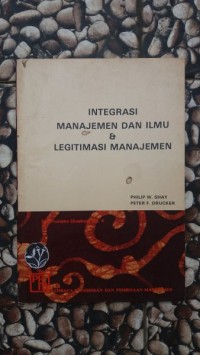 INTEGRASI
MANAJEMEN DAN ILMU
&
LEGITIMASI MANAJEMEN
PHILIP W. SHAY
PETER F. DRUCKER